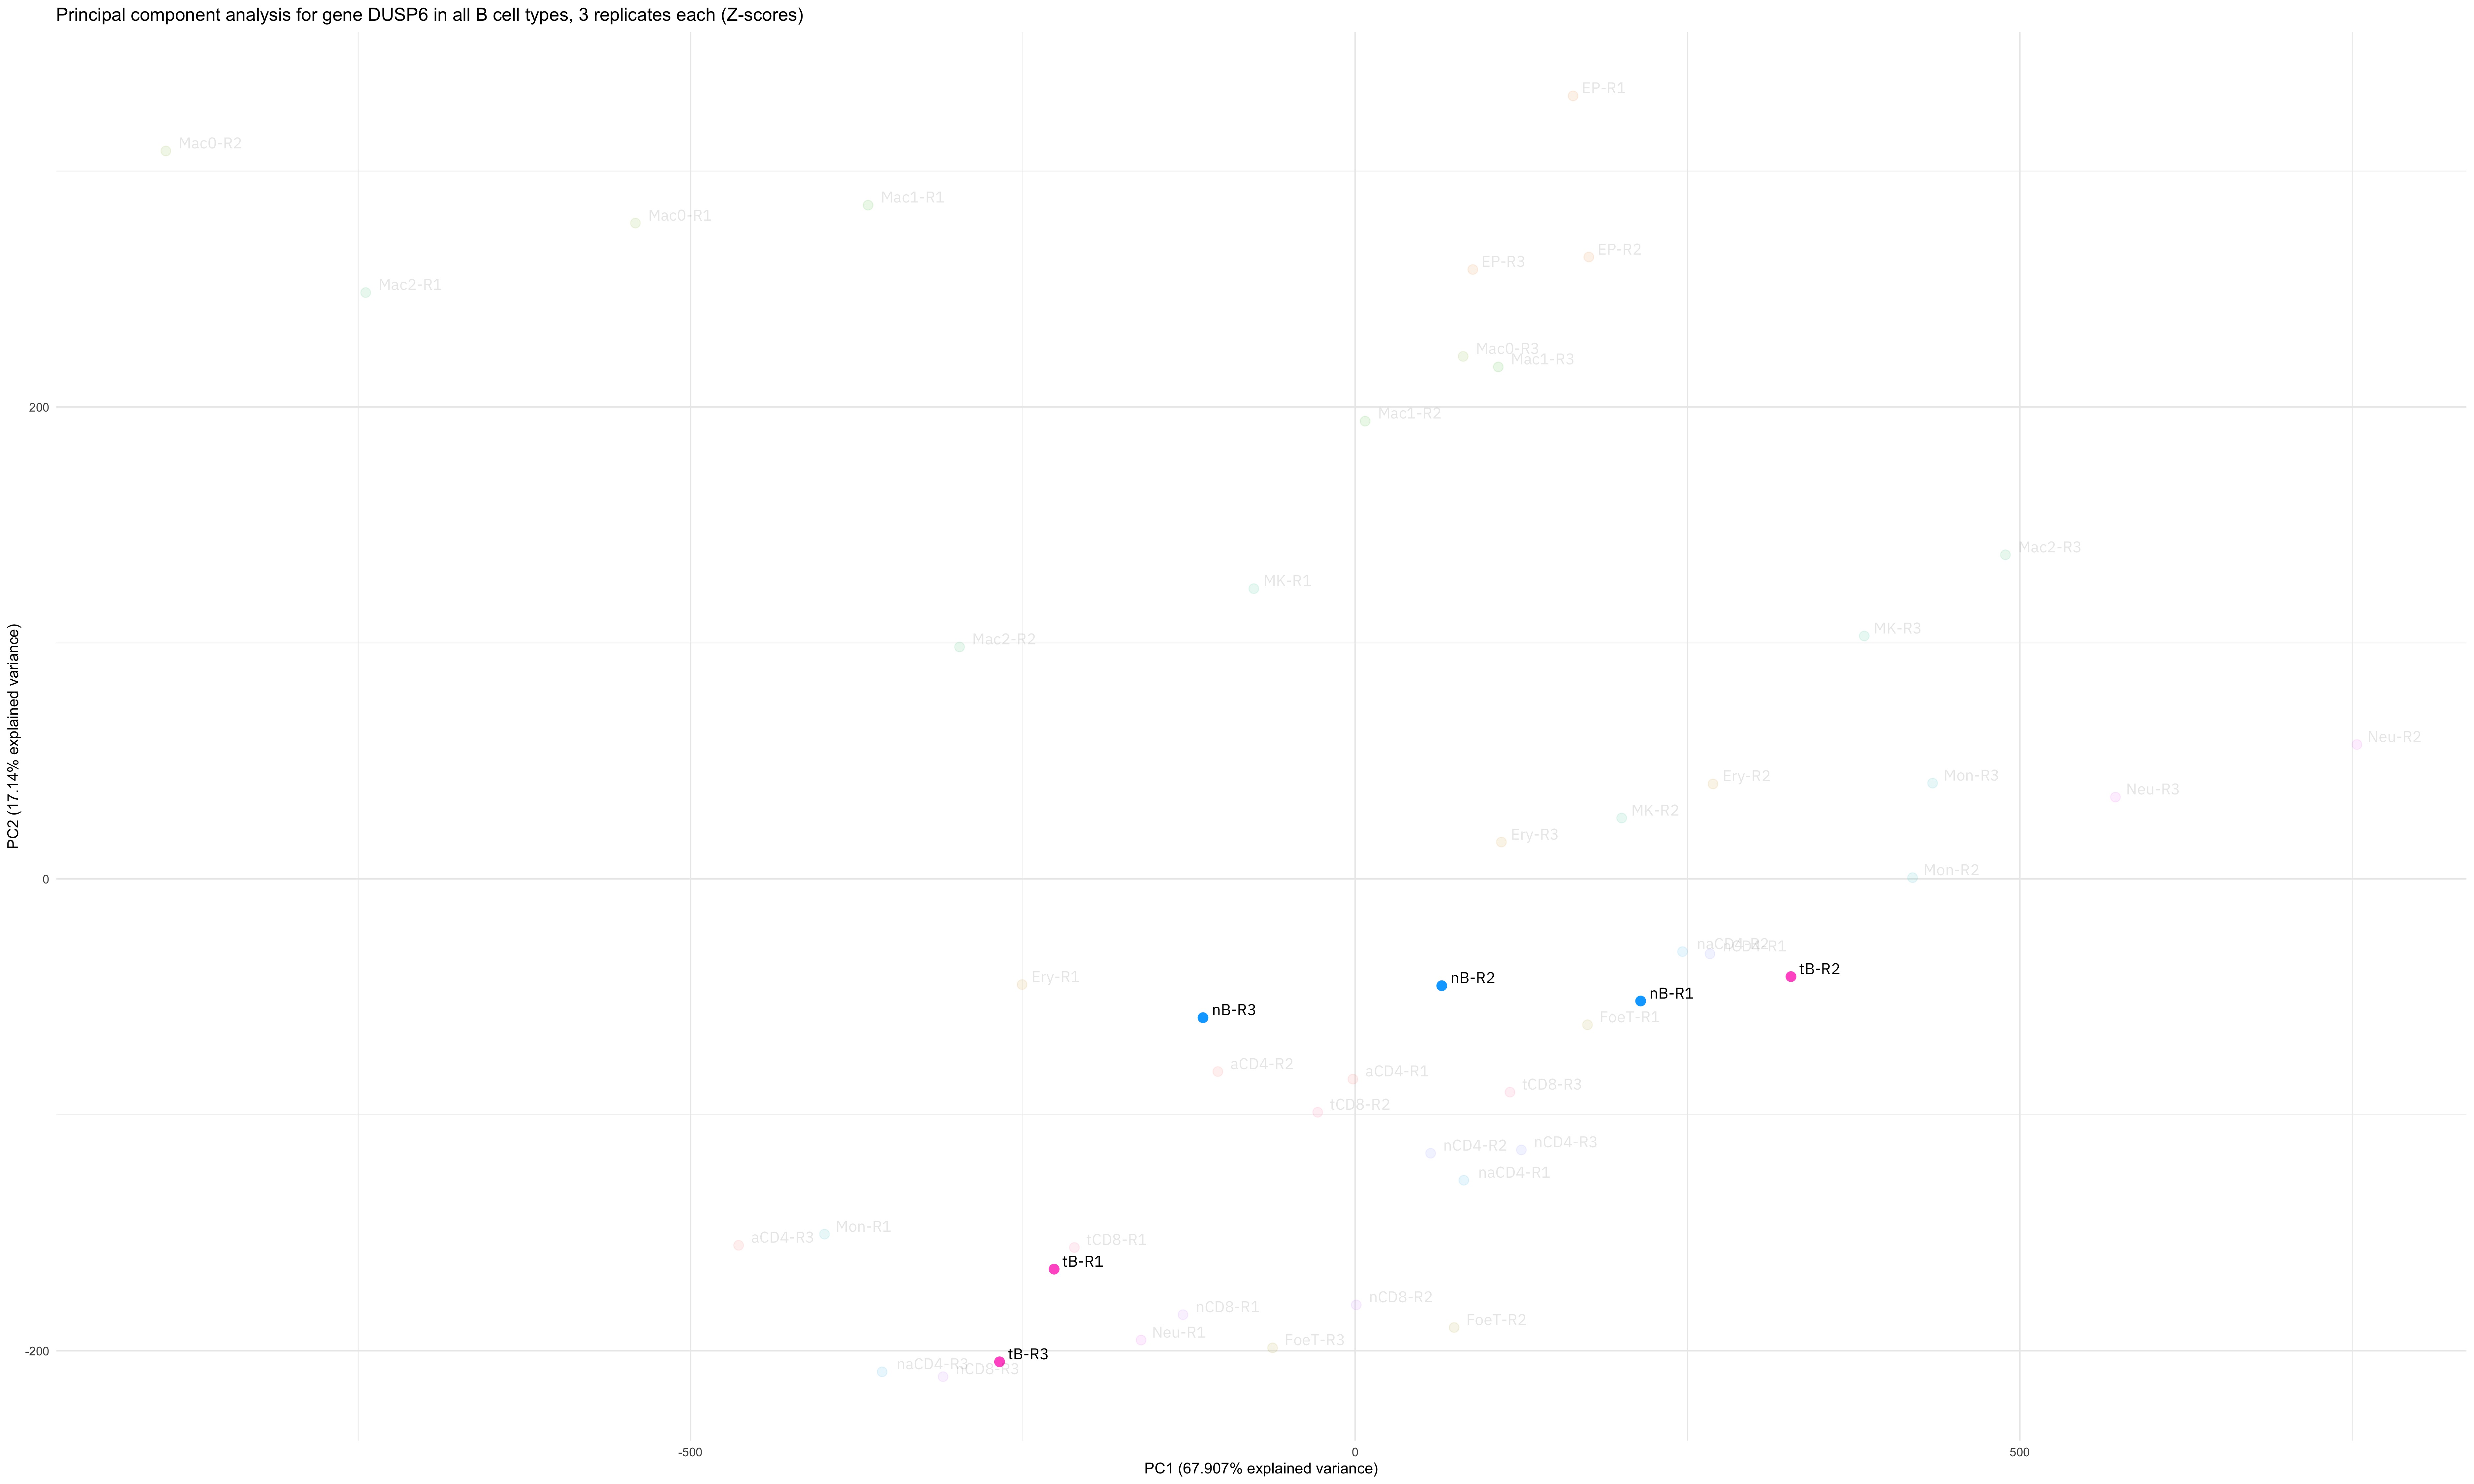 Principal component analysis for gene DUSP6 in all B cell types, 3 replicates each (Z-scores)
EP-R1
Mac0-R2
Mac1-R1
Mac0-R1
EP-R2
EP-R3
Mac2-R1
Mac0-R3
Mac1-R3
200
Mac1-R2
Mac2-R3
MK-R1
MK-R3
Mac2-R2
PC2 (17.14% explained variance)
Neu-R2
Ery-R2
Mon-R3
Neu-R3
MK-R2
Ery-R3
0
Mon-R2
naCD4-R2
nCD4-R1
tB-R2
Ery-R1
nB-R2
nB-R1
nB-R3
FoeT-R1
aCD4-R2
aCD4-R1
tCD8-R3
tCD8-R2
nCD4-R2
nCD4-R3
naCD4-R1
Mon-R1
aCD4-R3
tCD8-R1
tB-R1
nCD8-R2
nCD8-R1
FoeT-R2
Neu-R1
FoeT-R3
-200
tB-R3
naCD4-R3
nCD8-R3
-500
0
500
PC1 (67.907% explained variance)